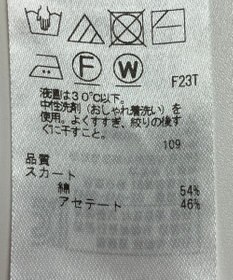 F W
F23T
液温は30℃以下。
中性洗剤(おしゃれ着洗い)を
使用。よくすすぎ、絞りの後す
ぐに干すこと。
109
品質
スカート
綿 54%
アセテート 46%